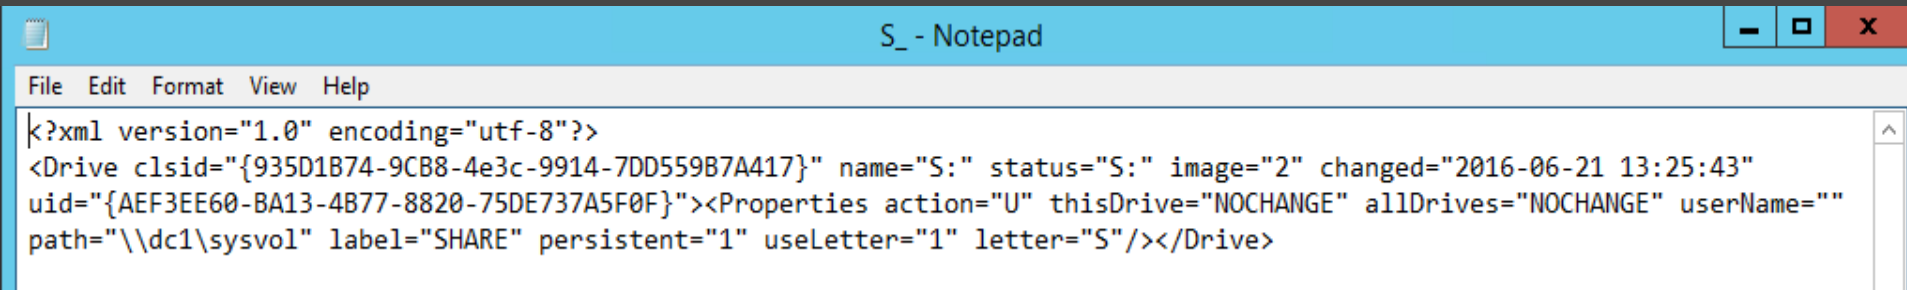 S_ - Notepad
File Edit Format View Help
<?xml version="1.0" encoding="utf-8"?>
<Drive clsid="{935D1B74-9CB8-4e3c-9914-7DD559B7A417}" name="S:" status="S:" image="2" changed="2016-06-21 13:25:43"
uid="{AEF3EE60-BA13-4B77-8820-75DE737A5F0F}"><Properties action="U" thisDrive="NOCHANGE" allDrives="NOCHANGE" userName=""
path="\\dc1\sysvol" label="SHARE" persistent="1" useLetter="1" letter="S"/></Drive>